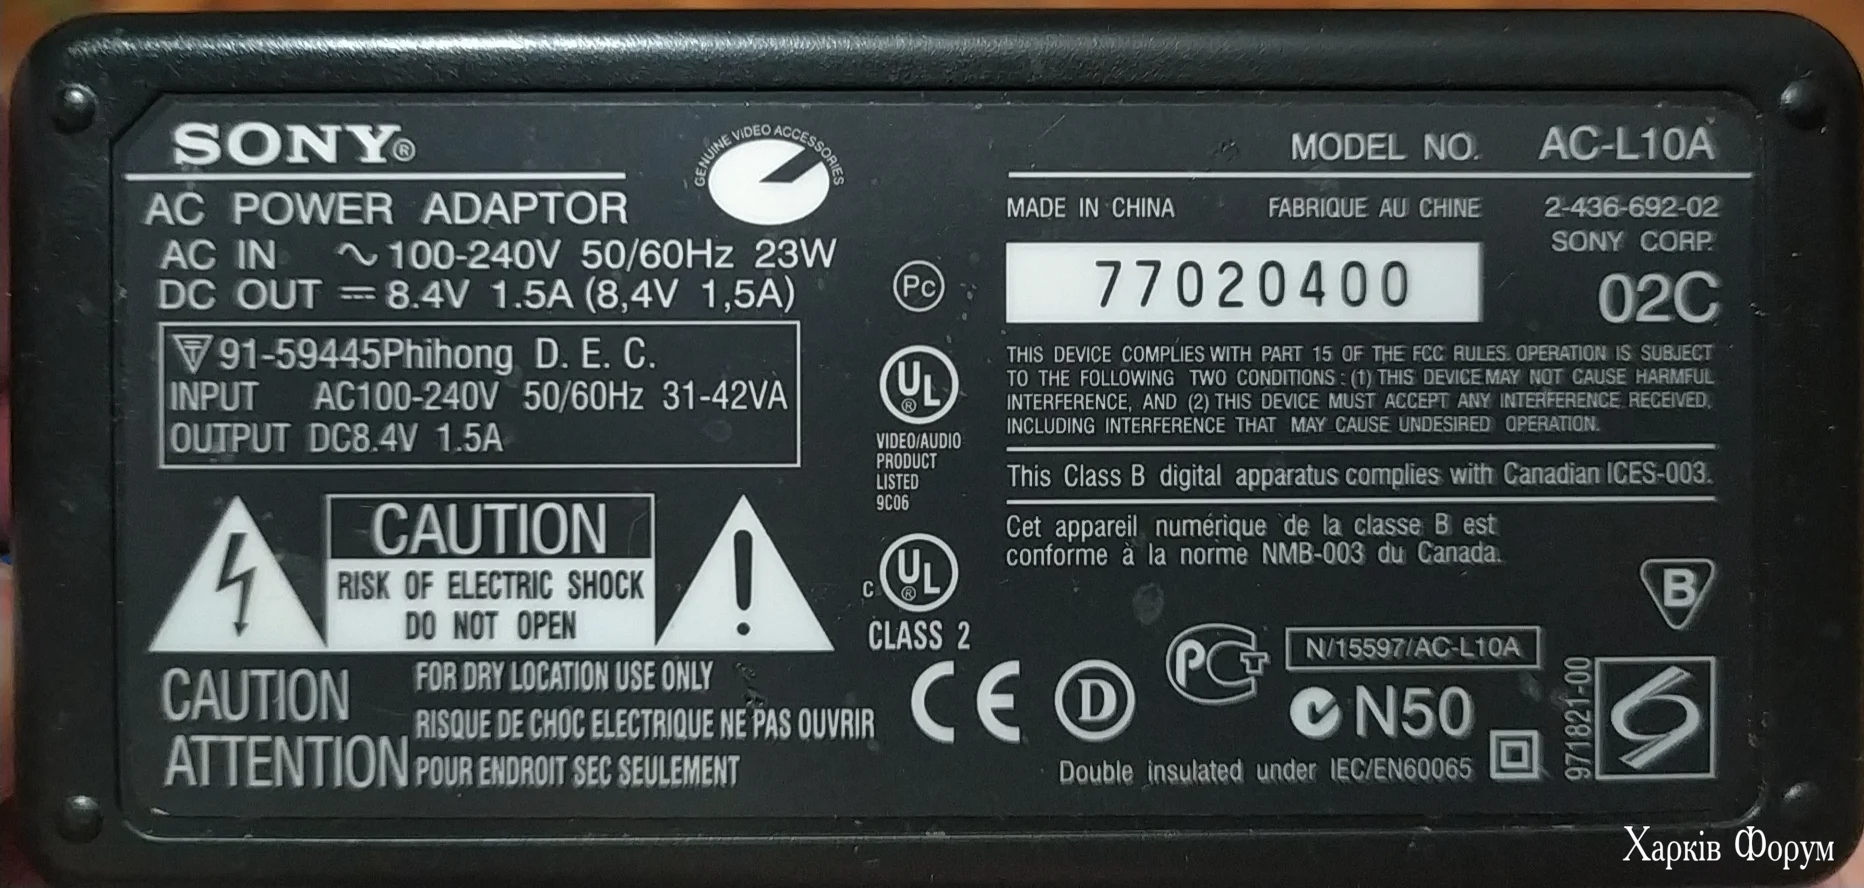 SONY®
GENUINE VIDEO ACCESSORIES
AC POWER ADAPTOR
AC IN ~ 100-240V 50/60Hz 23W
DC OUT ⎓ 8.4V 1.5A (8,4V 1,5A)
T 91-59445Phihong D. E. C.
INPUT AC100-240V 50/60Hz 31-42VA
OUTPUT DC8.4V 1.5A
CAUTION
RISK OF ELECTRIC SHOCK
DO NOT OPEN
CAUTION
ATTENTION
FOR DRY LOCATION USE ONLY
RISQUE DE CHOC ELECTRIQUE NE PAS OUVRIR
POUR ENDROIT SEC SEULEMENT
Pc
UL®
VIDEO/AUDIO
PRODUCT
LISTED
9C06
c UL®
CLASS 2
MODEL NO. AC-L10A
MADE IN CHINA FABRIQUE AU CHINE 2-436-692-02
SONY CORP.
77020400
02C
THIS DEVICE COMPLIES WITH PART 15 OF THE FCC RULES. OPERATION IS SUBJECT
TO THE FOLLOWING TWO CONDITIONS : (1) THIS DEVICE MAY NOT CAUSE HARMFUL
INTERFERENCE, AND (2) THIS DEVICE MUST ACCEPT ANY INTERFERENCE RECEIVED,
INCLUDING INTERFERENCE THAT MAY CAUSE UNDESIRED OPERATION.
This Class B digital apparatus complies with Canadian ICES-003.
Cet appareil numérique de la classe B est
conforme à la norme NMB-003 du Canada.
B
CE D PCT N/15597/AC-L10A
N50
971821-00
Double insulated under IEC/EN60065
Харків Форум